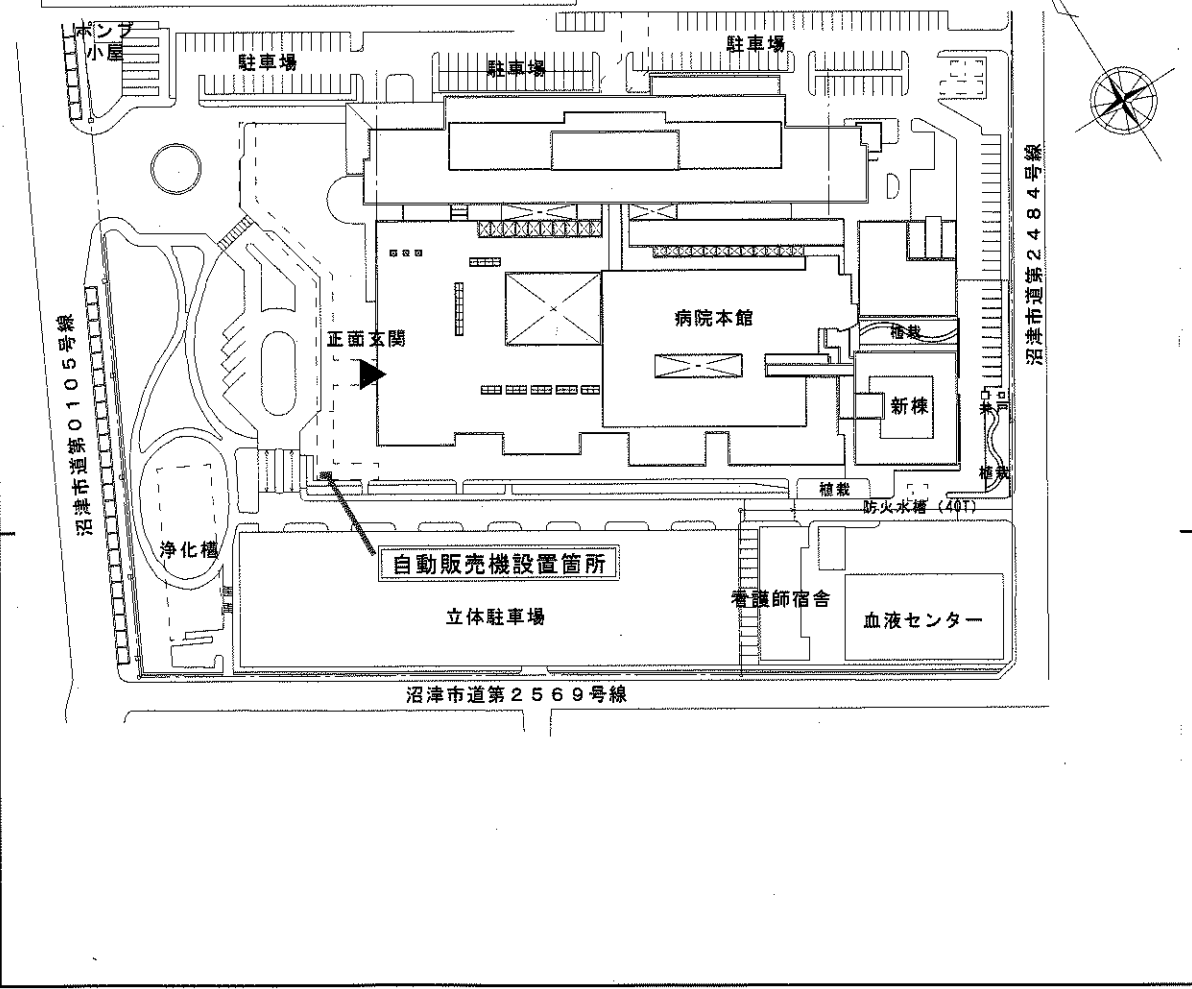 ポンプ
小屋
駐車場
駐車場
駐車場
沼津市道第2484号線
病院本館
正面玄関
植栽
沼津市道第0105号線
新棟
植栽
植栽
防火水槽（40T）
浄化槽
自動販売機設置箇所
看護師宿舎
立体駐車場
血液センター
沼津市道第2569号線